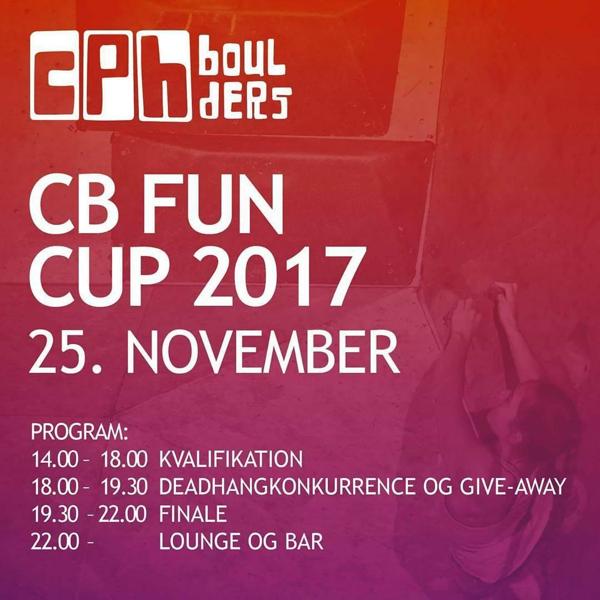 cPh boul
dERS
CB FUN
CUP 2017
25. NOVEMBER
PROGRAM:
14.00 - 18.00 KVALIFIKATION
18.00 - 19.30 DEADHANGKONKURRENCE OG GIVE-AWAY
19.30 - 22.00 FINALE
22.00 - LOUNGE OG BAR